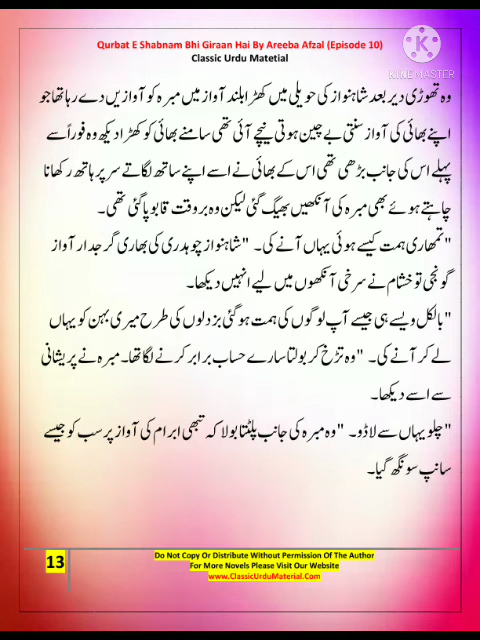 Qurbat E Shabnam Bhi Giraan Hai By Areeba Afzal (Episode 10)
Classic Urdu Matetial
KINEMASTER
وہ تھوڑی دیر بعد شاہنواز کی حویلی میں کھڑا بلند آواز میں مبرہ کو آوازیں دے رہا تھا جو
اپنے بھائی کی آواز سنتی بے چین ہوتی نیچے آئی تھی سامنے بھائی کو کھڑا دیکھ وہ فوراً سے
پہلے اس کی جانب بڑھی تھی اس کے بھائی نے اسے اپنے ساتھ لگاتے سر پر ہاتھ رکھا نا
چاہتے ہوئے بھی مبرہ کی آنکھیں بھیگ گئی لیکن وہ بروقت قابو پا گئی تھی۔
"تمھاری ہمت کیسے ہوئی یہاں آنے کی۔ "شاہنواز چوہدری کی بھاری گرجدار آواز
گونجی تو خشام نے سرخی آنکھوں میں لیے انہیں دیکھا۔
"بالکل ویسے ہی جیسے آپ لوگوں کی ہمت ہو گئی بزدلوں کی طرح میری بہن کو یہاں
لے کر آنے کی۔ "وہ تڑخ کر بولتا سارے حساب برابر کرنے لگا تھا۔ مبرہ نے پریشانی
سے اسے دیکھا۔
"چلو یہاں سے لاڈو۔ "وہ مبرہ کی جانب پلٹتا بولا کہ تبھی ابرام کی آواز پر سب کو جیسے
سانپ سونگھ گیا۔
13
Do Not Copy Or Distribute Without Permission Of The Author
For More Novels Please Visit Our Website
www.ClassicUrduMaterial.Com